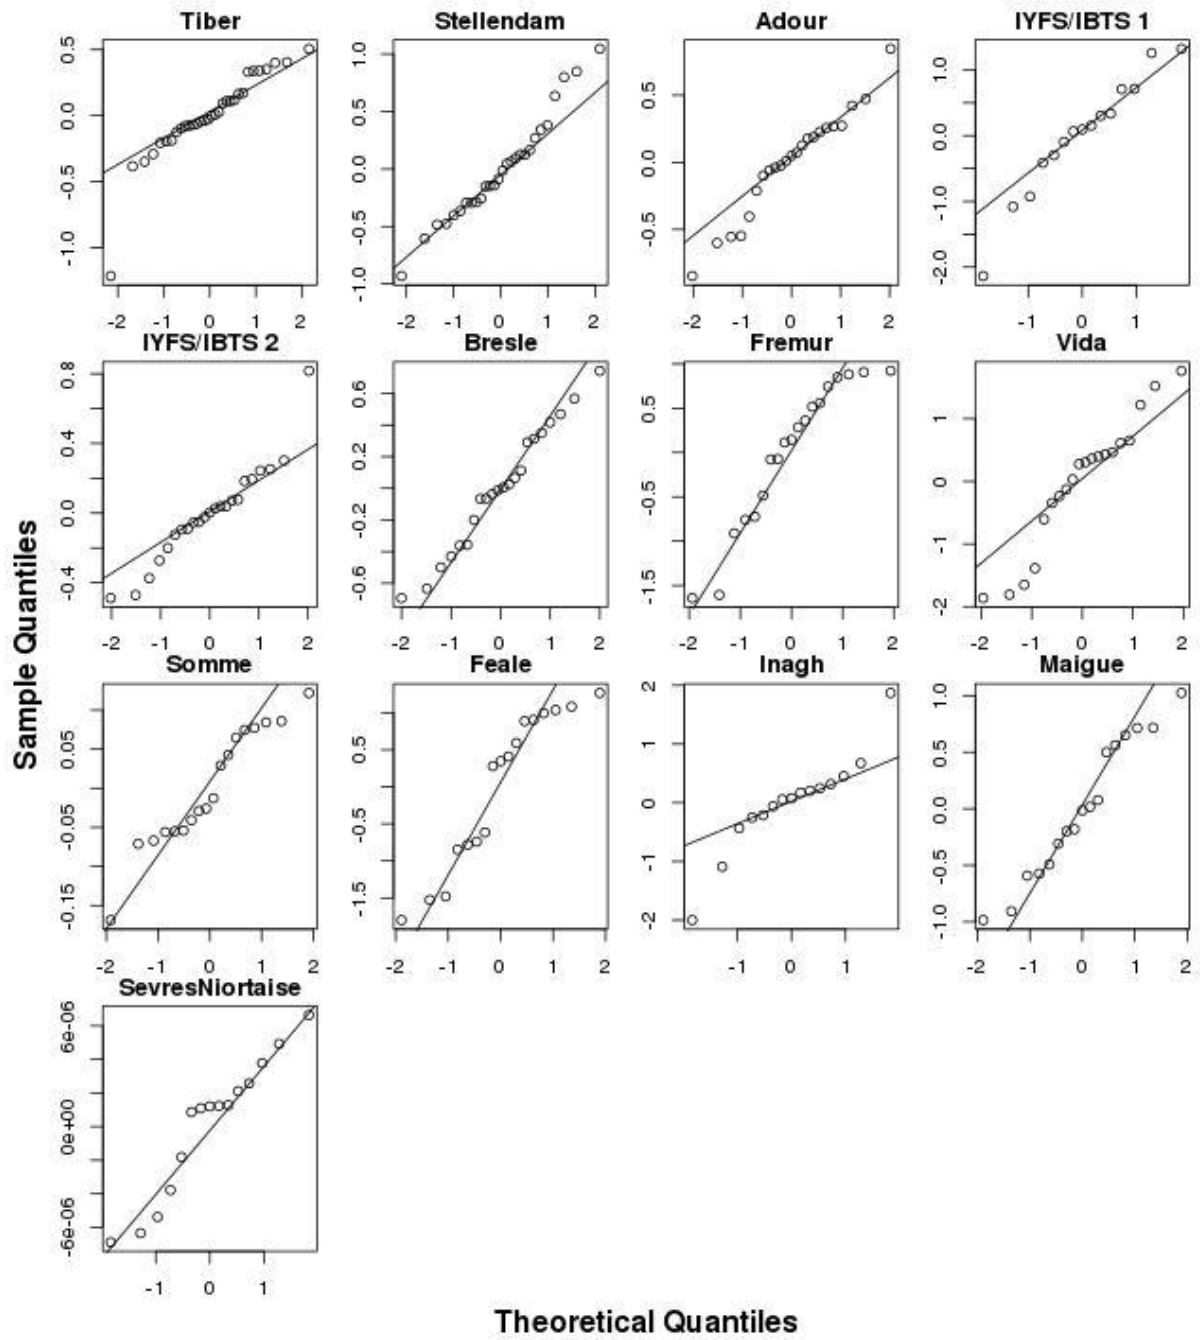 Tiber
0.5
0.0
-0.5
-1.0
-2 -1 0 1 2
Stellendam
1.0
0.5
0.0
-0.5
-1.0
-2 -1 0 1 2
Adour
0.5
0.0
-0.5
-2 -1 0 1 2
IYFS/IBTS 1
1.0
0.0
-1.0
-2.0
-1 0 1
IYFS/IBTS 2
0.8
0.4
0.0
-0.4
-2 -1 0 1 2
Bresle
0.6
0.2
-0.2
-0.6
-2 -1 0 1 2
Fremur
0.5
-0.5
-1.5
-2 -1 0 1 2
Vida
1
0
-1
-2
-2 -1 0 1 2
Sample Quantiles
Somme
0.05
-0.05
-0.15
-2 -1 0 1 2
Feale
0.5
-0.5
-1.5
-2 -1 0 1 2
Inagh
2
1
0
-1
-2
-1 0 1
Maigue
1.0
0.5
0.0
-0.5
-1.0
-2 -1 0 1 2
SevresNiortaise
6e-06
0e+00
-6e-06
-1 0 1
Theoretical Quantiles